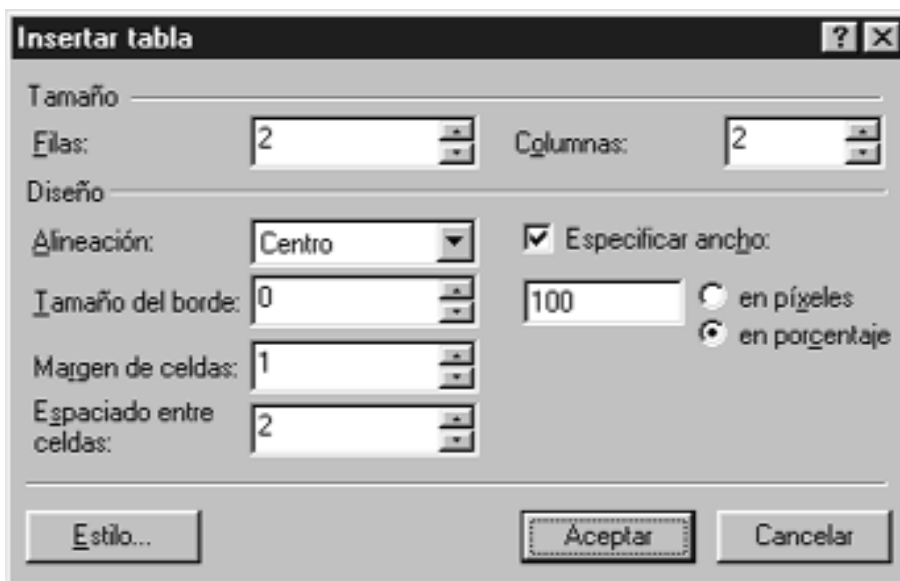 Insertar tabla
Tamaño
Filas: 2 Columnas: 2
Diseño
Alineación: Centro Especificar ancho:
Tamaño del borde: 0 100 en píxeles
en porcentaje
Margen de celdas: 1
Espaciado entre
celdas: 2
Estilo... Aceptar Cancelar